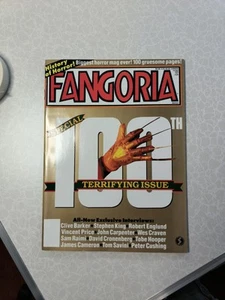 History of Horror!
Biggest horror mag ever! 100 gruesome pages!
FANGORIA
SPECIAL
100TH
TERRIFYING ISSUE
All-New Exclusive Interviews:
Clive Barker • Stephen King • Robert Englund
Vincent Price • John Carpenter • Wes Craven
Sam Raimi • David Cronenberg • Tobe Hooper
James Cameron • Tom Savini • Peter Cushing